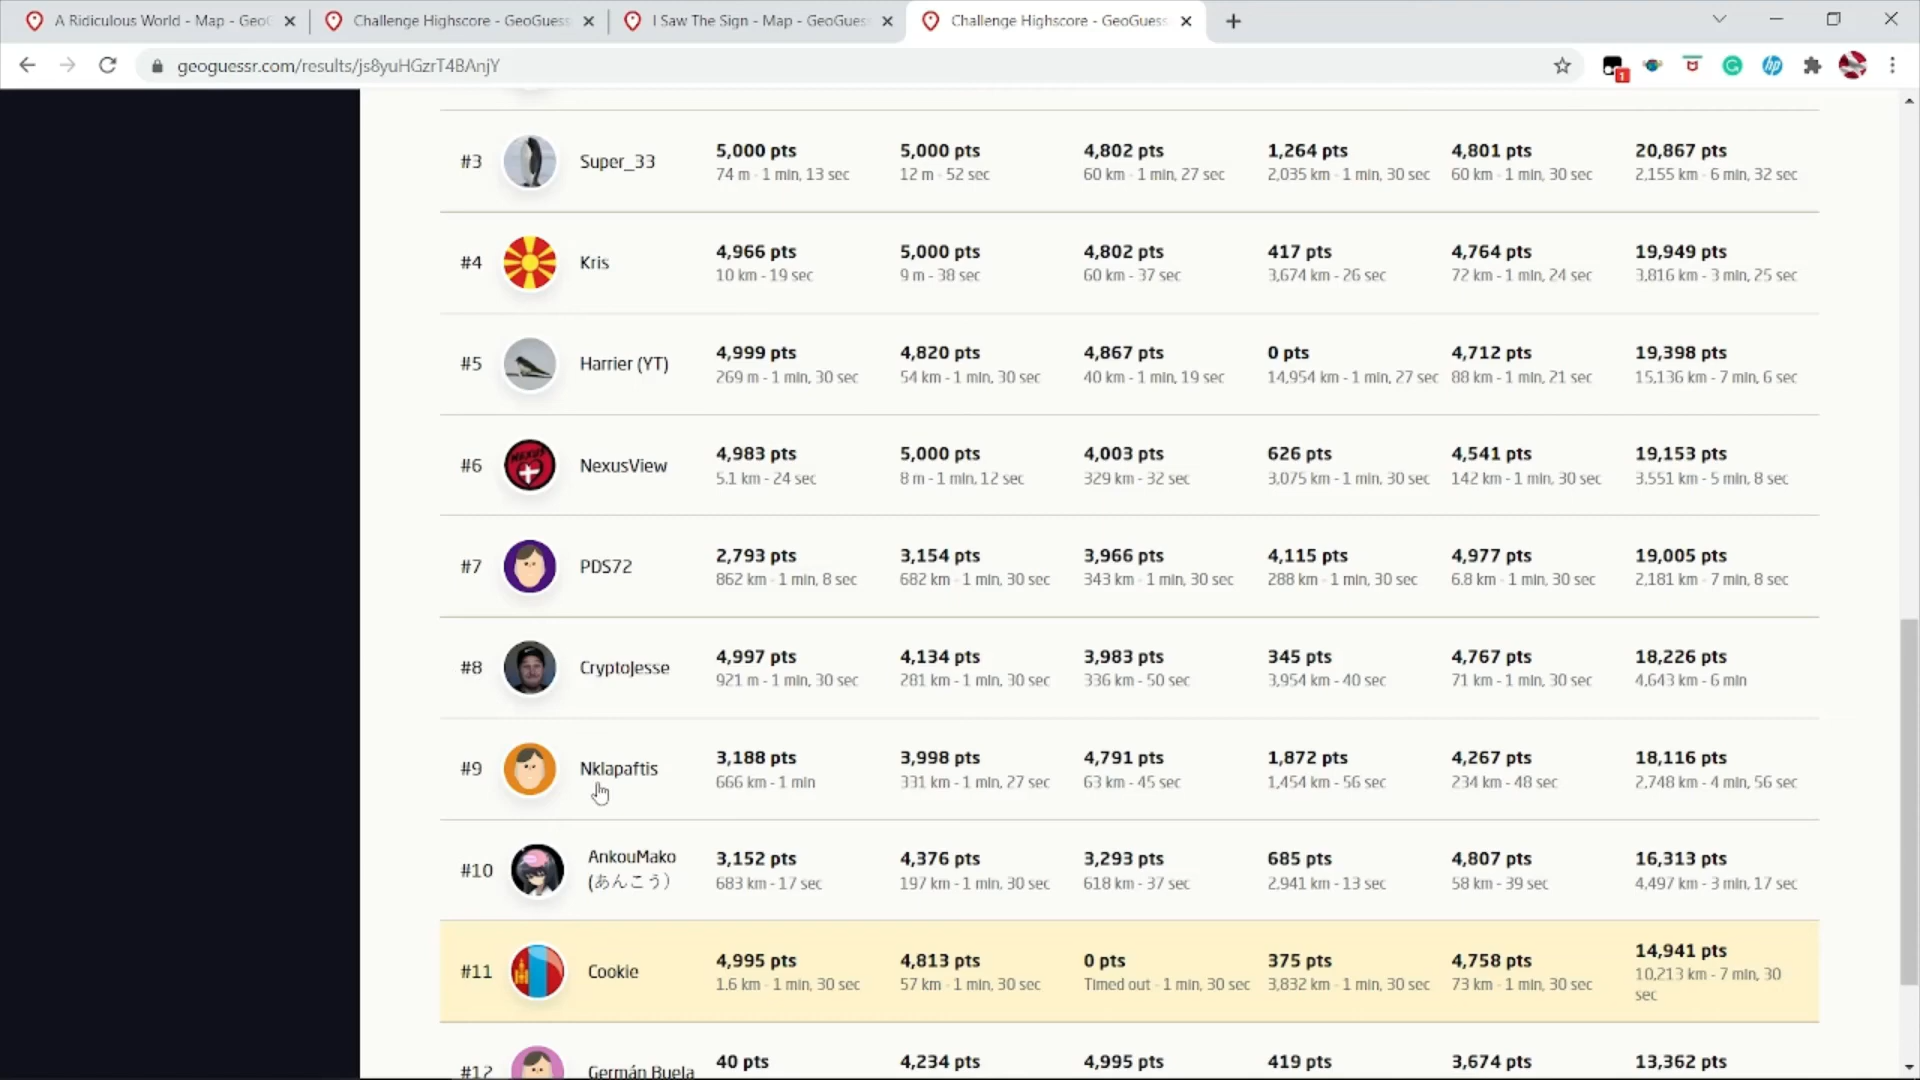 A Ridiculous World - Map - Geo
Challenge Highscore - GeoGuess
I Saw The Sign - Map - GeoGues
Challenge Highscore - GeoGuess
geoguessr.com/results/js8yuHGzrT4BAnjY
1
#3 Super_33 5,000 pts 5,000 pts 4,802 pts 1,264 pts 4,801 pts 20,867 pts
74 m - 1 min, 13 sec 12 m - 52 sec 60 km - 1 min, 27 sec 2,035 km - 1 min, 30 sec 60 km - 1 min, 30 sec 2,155 km - 6 min, 32 sec
#4 Kris 4,966 pts 5,000 pts 4,802 pts 417 pts 4,764 pts 19,949 pts
10 km - 19 sec 9 m - 38 sec 60 km - 37 sec 3,674 km - 26 sec 72 km - 1 min, 24 sec 3,816 km - 3 min, 25 sec
#5 Harrier (YT) 4,999 pts 4,820 pts 4,867 pts 0 pts 4,712 pts 19,398 pts
269 m - 1 min, 30 sec 54 km - 1 min, 30 sec 40 km - 1 min, 19 sec 14,954 km - 1 min, 27 sec 88 km - 1 min, 21 sec 15,136 km - 7 min, 6 sec
#6 NexusView 4,983 pts 5,000 pts 4,003 pts 626 pts 4,541 pts 19,153 pts
5.1 km - 24 sec 8 m - 1 min, 12 sec 329 km - 32 sec 3,075 km - 1 min, 30 sec 142 km - 1 min, 30 sec 3,551 km - 5 min, 8 sec
#7 PDS72 2,793 pts 3,154 pts 3,966 pts 4,115 pts 4,977 pts 19,005 pts
862 km - 1 min, 8 sec 682 km - 1 min, 30 sec 343 km - 1 min, 30 sec 288 km - 1 min, 30 sec 6.8 km - 1 min, 30 sec 2,181 km - 7 min, 8 sec
#8 CryptoJesse 4,997 pts 4,134 pts 3,983 pts 345 pts 4,767 pts 18,226 pts
921 m - 1 min, 30 sec 281 km - 1 min, 30 sec 336 km - 50 sec 3,954 km - 40 sec 71 km - 1 min, 30 sec 4,643 km - 6 min
#9 Nklapaftis 3,188 pts 3,998 pts 4,791 pts 1,872 pts 4,267 pts 18,116 pts
666 km - 1 min 331 km - 1 min, 27 sec 63 km - 45 sec 1,454 km - 56 sec 234 km - 48 sec 2,748 km - 4 min, 56 sec
#10 AnkouMako 3,152 pts 4,376 pts 3,293 pts 685 pts 4,807 pts 16,313 pts
(あんこう) 683 km - 17 sec 197 km - 1 min, 30 sec 618 km - 37 sec 2,941 km - 13 sec 58 km - 39 sec 4,497 km - 3 min, 17 sec
#11 Cookie 4,995 pts 4,813 pts 0 pts 375 pts 4,758 pts 14,941 pts
1.6 km - 1 min, 30 sec 57 km - 1 min, 30 sec Timed out - 1 min, 30 sec 3,832 km - 1 min, 30 sec 73 km - 1 min, 30 sec 10,213 km - 7 min, 30
sec
#12 Germán Buela 40 pts 4,234 pts 4,995 pts 419 pts 3,674 pts 13,362 pts